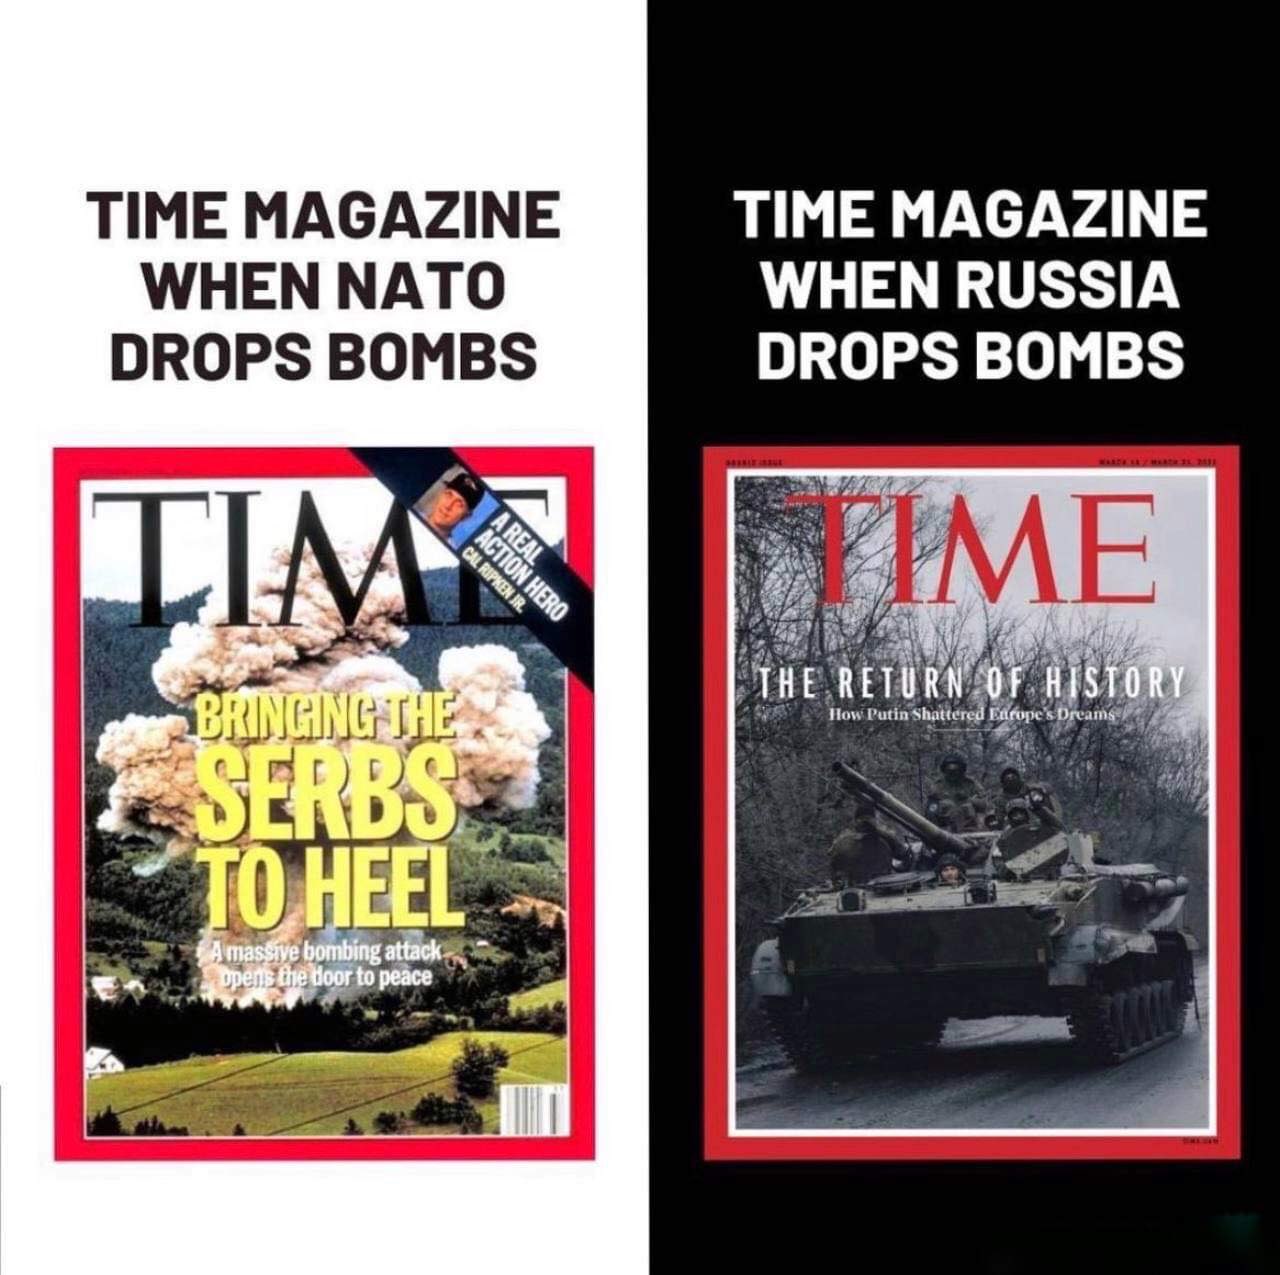 TIME MAGAZINE
WHEN NATO
DROPS BOMBS
TIME
A REAL
ACTION HERO
CAL RIPKEN JR.
BRINGING THE
SERBS
TO HEEL
A massive bombing attack
opens the door to peace
TIME MAGAZINE
WHEN RUSSIA
DROPS BOMBS
DOUBLE ISSUE
TIME
THE RETURN OF HISTORY
How Putin Shattered Europe's Dreams